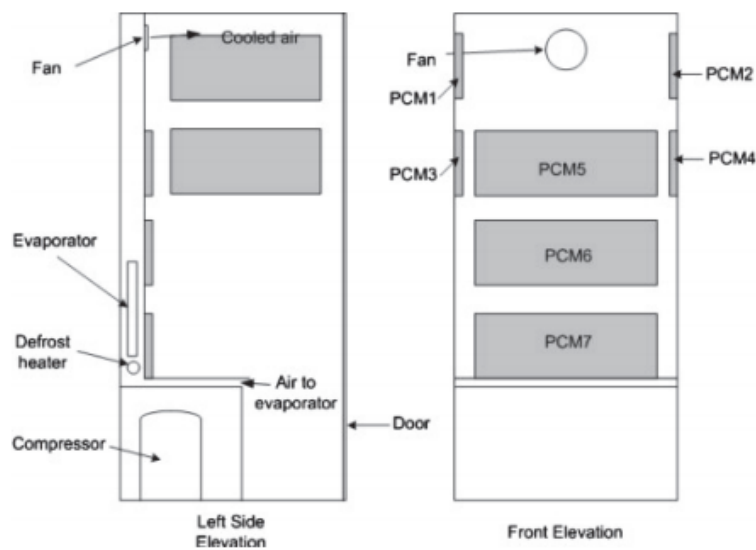 Cooled air
Fan
Evaporator
Defrost
heater
Air to
evaporator
Compressor
Door
Left Side
Elevation
Fan
PCM1
PCM2
PCM3
PCM4
PCM5
PCM6
PCM7
Front Elevation